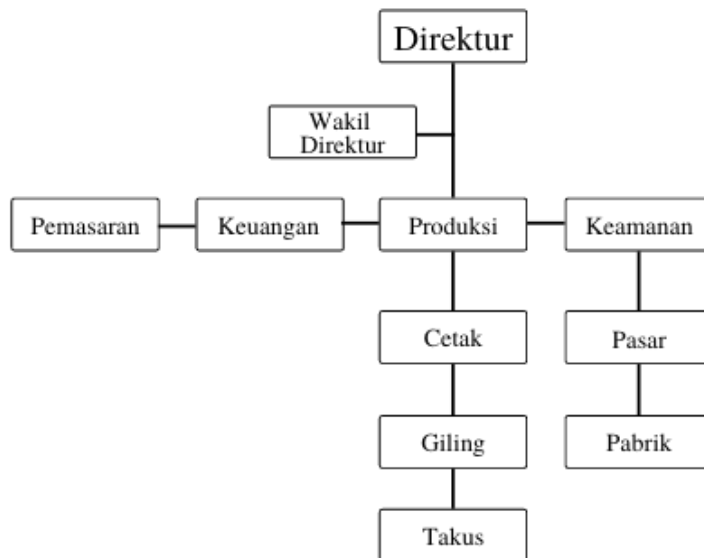 Direktur
Wakil
Direktur
Pemasaran
Keuangan
Produksi
Keamanan
Cetak
Pasar
Giling
Pabrik
Takus